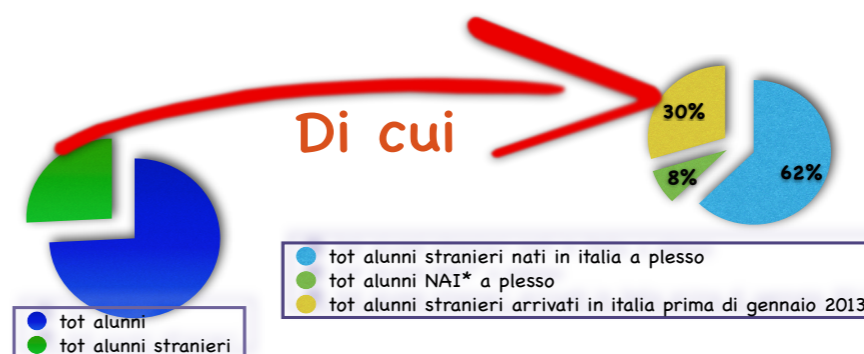 Di cui
30%
8%
62%
tot alunni stranieri nati in italia a plesso
tot alunni NAI* a plesso
tot alunni stranieri arrivati in italia prima di gennaio 2013
tot alunni
tot alunni stranieri